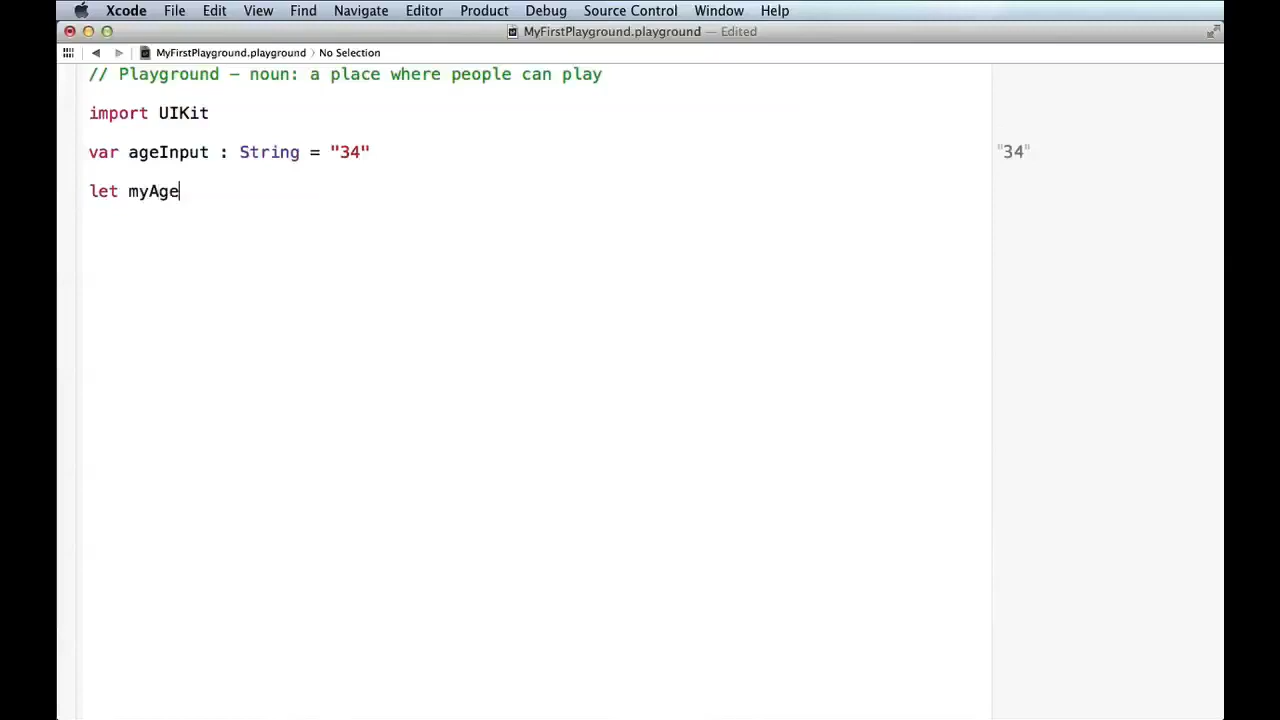 Xcode File Edit View Find Navigate Editor Product Debug Source Control Window Help
MyFirstPlayground.playground — Edited
MyFirstPlayground.playground 〉 No Selection
// Playground - noun: a place where people can play
import UIKit
var ageInput : String = "34"
"34"
let myAge